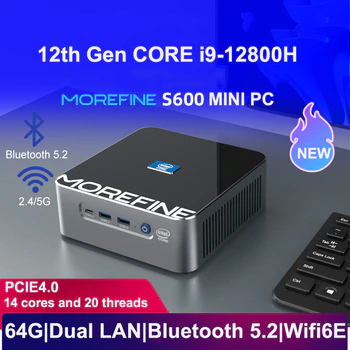 12th Gen CORE i9-12800H
MOREFINE S600 MINI PC
Bluetooth 5.2
2.4/5G
NEW
MOREFINE
PCIE4.0
14 cores and 20 threads
64G|Dual LAN|Bluetooth 5.2|Wifi6E